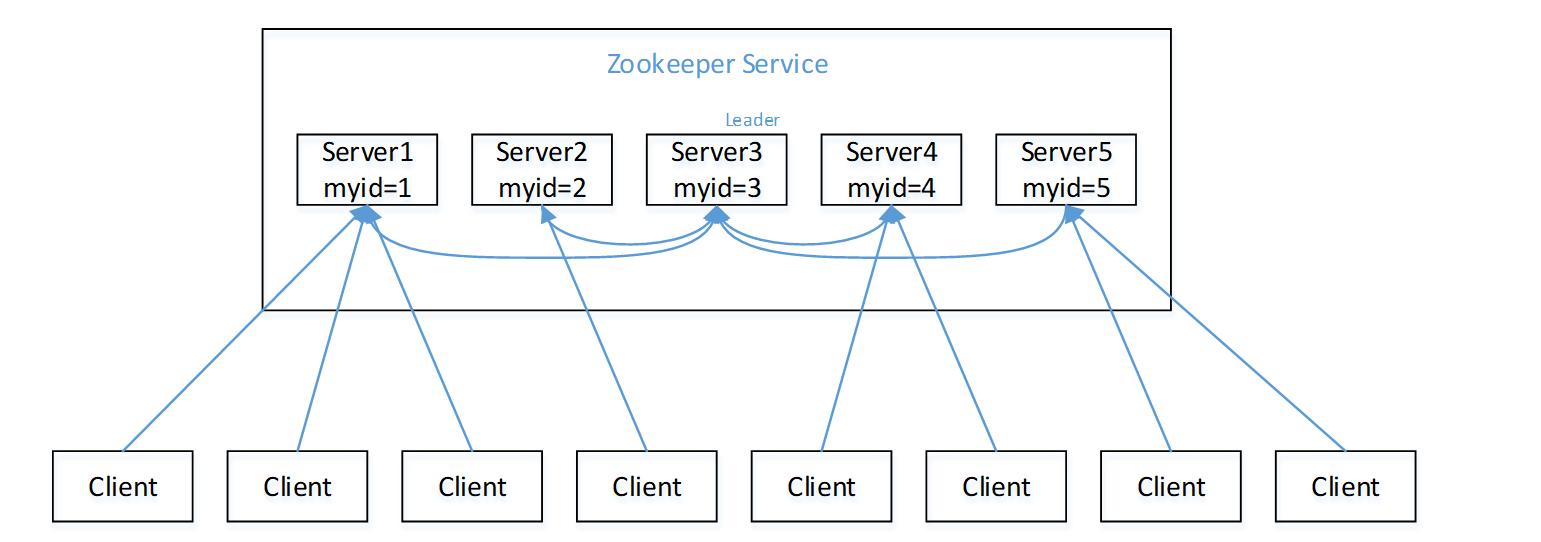 Zookeeper Service
Leader
Server1
myid=1
Server2
myid=2
Server3
myid=3
Server4
myid=4
Server5
myid=5
Client
Client
Client
Client
Client
Client
Client
Client